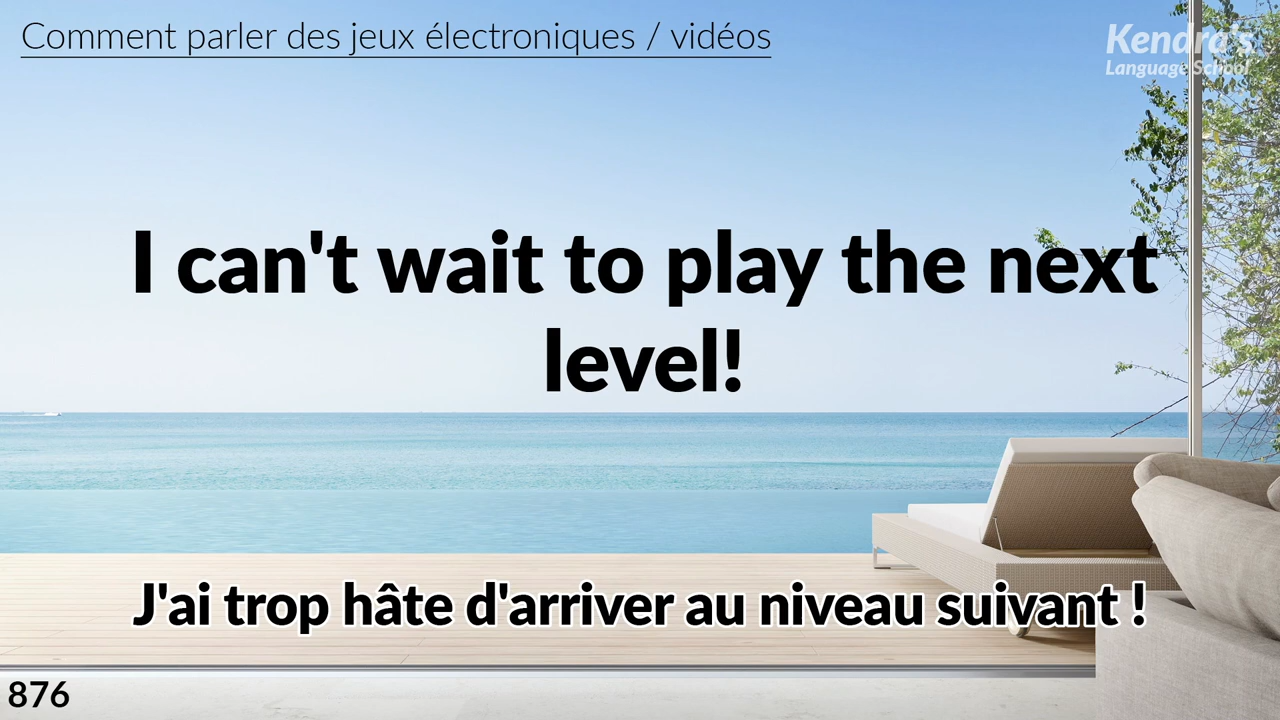 Comment parler des jeux électroniques / vidéos
Kendra's
Language School
I can't wait to play the next
level!
J'ai trop hâte d'arriver au niveau suivant !
876